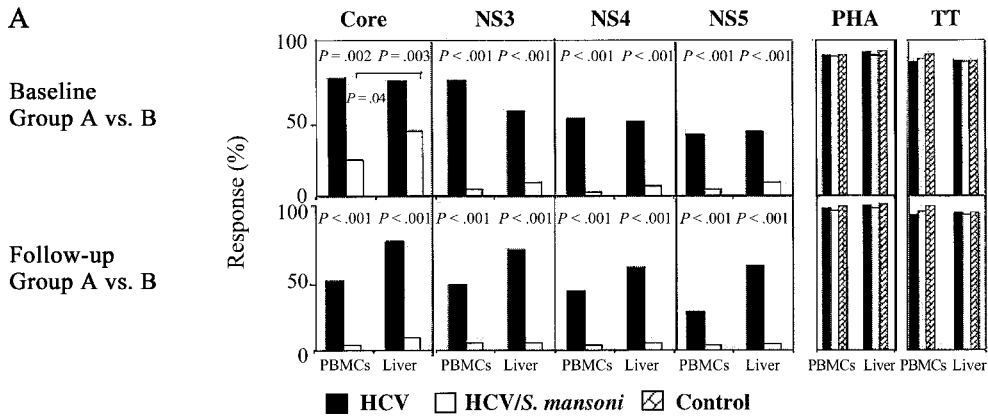 A
Core NS3 NS4 NS5 PHA TT
100
P = .002 P = .003 P < .001 P < .001 P < .001 P < .001 P < .001 P < .001
Baseline
Group A vs. B
P = .04
50
0
Response (%)
100
P < .001 P < .001 P < .001 P < .001 P < .001 P < .001 P < .001 P < .001
Follow-up
Group A vs. B
50
0
PBMCs Liver PBMCs Liver PBMCs Liver PBMCs Liver PBMCs Liver PBMCs Liver
HCV HCV/S. mansoni Control